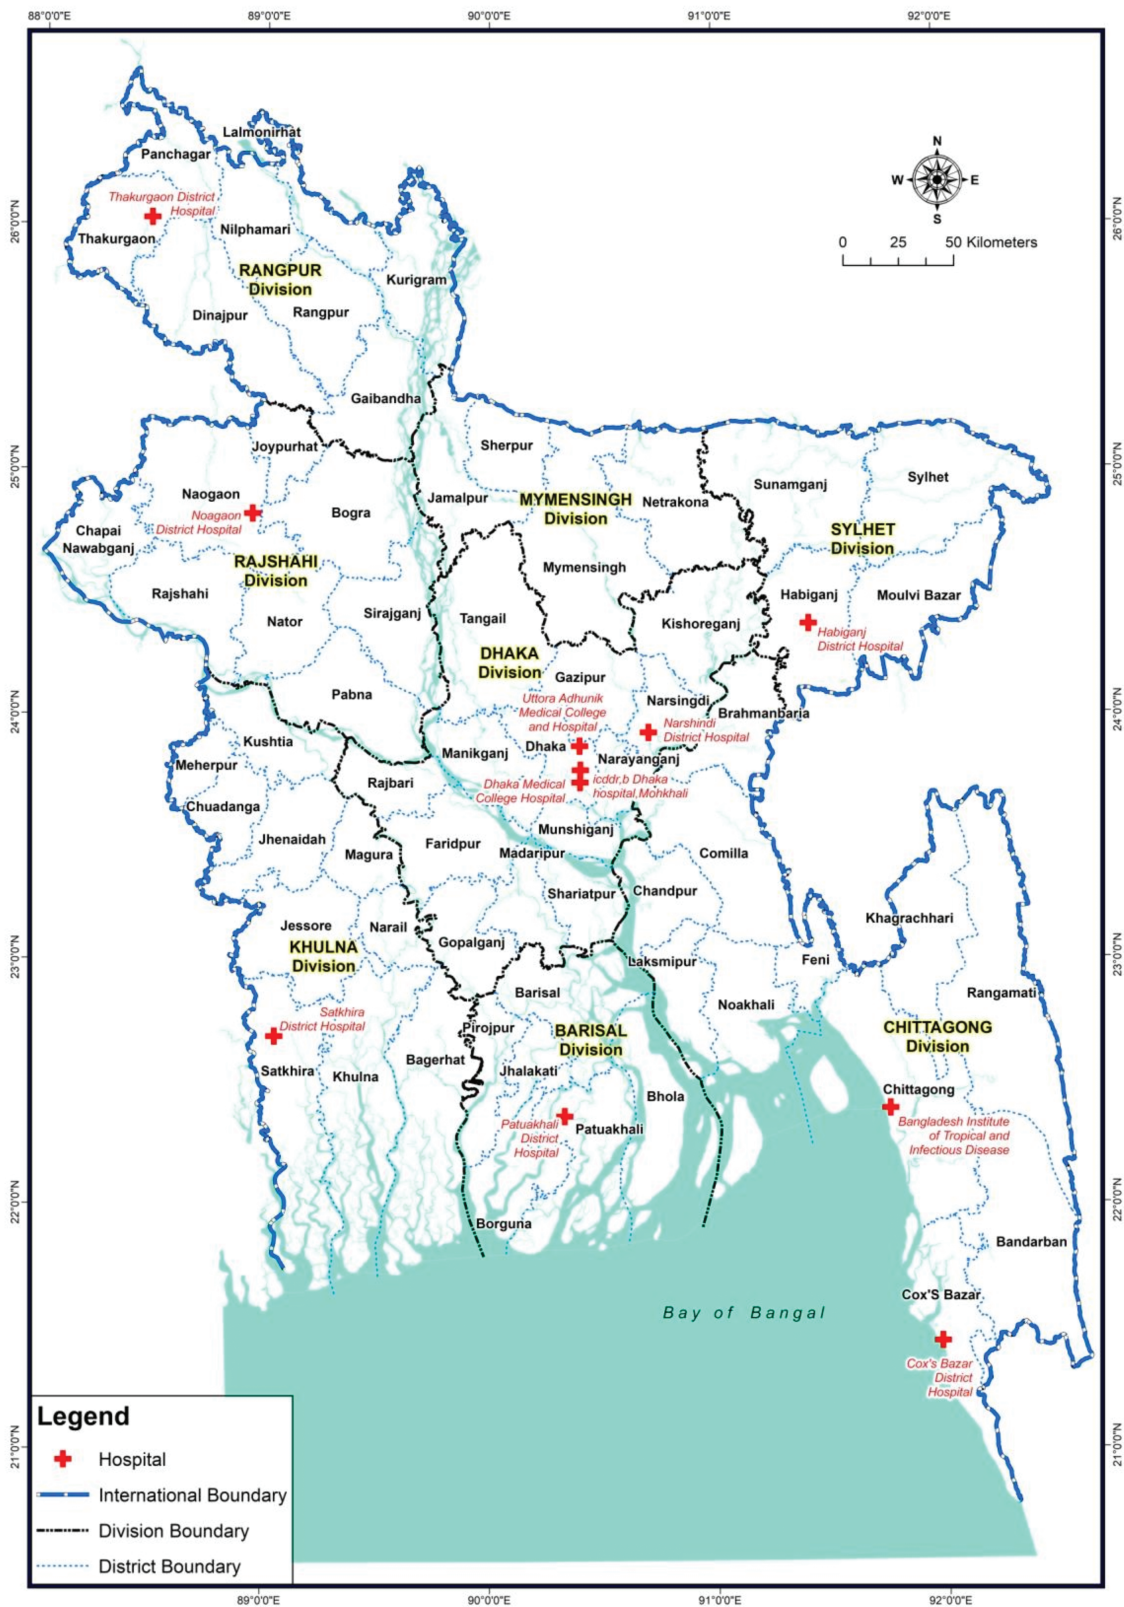 88°0'0"E
89°0'0"E
90°0'0"E
91°0'0"E
92°0'0"E
26°0'0"N
25°0'0"N
24°0'0"N
23°0'0"N
22°0'0"N
21°0'0"N
Lalmonirhat
Panchagar
Thakurgaon District
Hospital
Thakurgaon
Nilphamari
RANGPUR
Division
Kurigram
Dinajpur
Rangpur
Gaibandha
N
W
E
S
0
25
50 Kilometers
26°0'0"N
25°0'0"N
24°0'0"N
23°0'0"N
22°0'0"N
21°0'0"N
Joypurhat
Naogaon
Noagaon
District Hospital
Bogra
Chapai
Nawabganj
RAJSHAHI
Division
Rajshahi
Nator
Sirajganj
Pabna
Sherpur
Jamalpur
MYMENSINGH
Division
Netrakona
Mymensingh
Sunamganj
Sylhet
SYLHET
Division
Habiganj
Moulvi Bazar
Habiganj
District Hospital
Tangail
Kishoreganj
DHAKA
Division
Gazipur
Uttora Adhunik
Medical College
and Hospital
Narsingdi
Narshindi
District Hospital
Brahmanbaria
Manikganj
Dhaka
Narayanganj
Dhaka Medical
College Hospital
icddr,b Dhaka
hospital,Mohkhali
Kushtia
Meherpur
Chuadanga
Rajbari
Jhenaidah
Magura
Faridpur
Munshiganj
Madaripur
Shariatpur
Comilla
Chandpur
Jessore
Narail
KHULNA
Division
Gopalganj
Laksmipur
Feni
Khagrachhari
Satkhira
District Hospital
Barisal
Noakhali
Rangamati
Pirojpur
BARISAL
Division
CHITTAGONG
Division
Satkhira
Khulna
Bagerhat
Jhalakati
Bhola
Chittagong
Patuakhali
District
Hospital
Patuakhali
Bangladesh Institute
of Tropical and
Infectious Disease
Borguna
Bandarban
Cox'S Bazar
Bay of Bangal
Cox's Bazar
District
Hospital
Legend
Hospital
International Boundary
Division Boundary
District Boundary
89°0'0"E
90°0'0"E
91°0'0"E
92°0'0"E